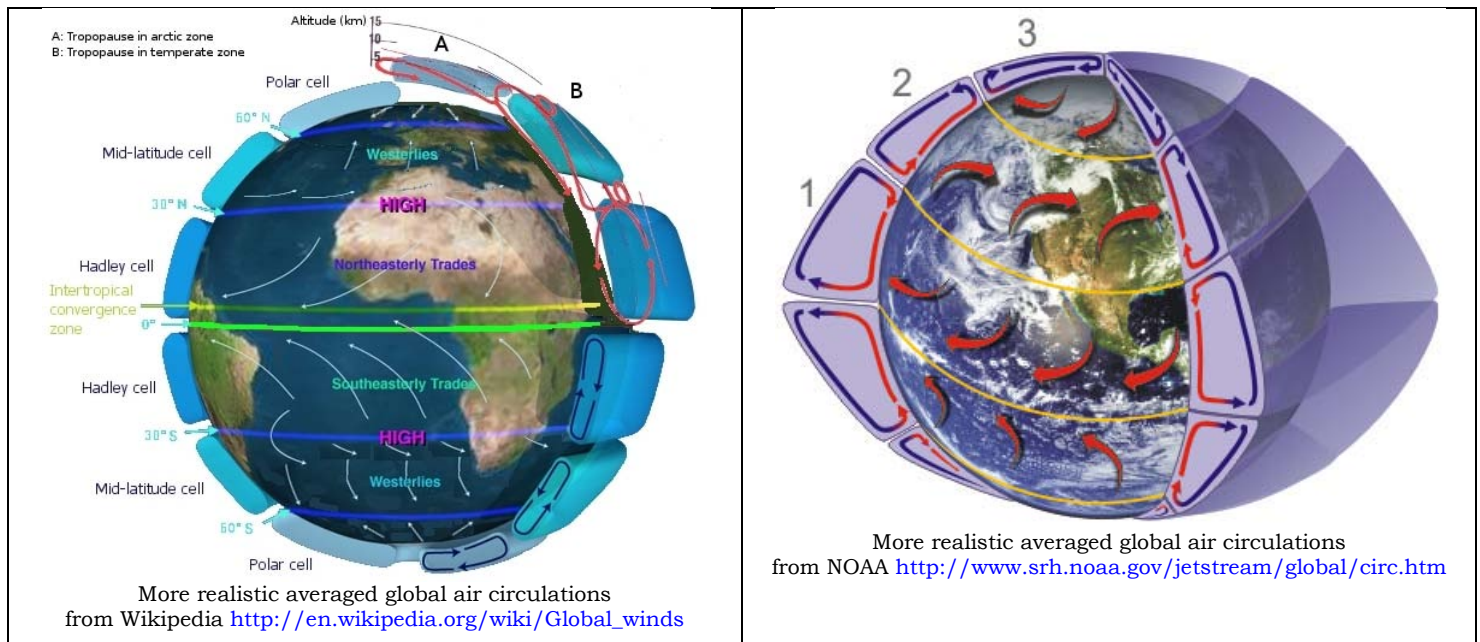 Altitude (km) 15
10
5
A: Tropopause in arctic zone
B: Tropopause in temperate zone
A
B
Polar cell
60° N
Mid-latitude cell
Westerlies
30° N
HIGH
Hadley cell
Northeasterly Trades
Intertropical
convergence
zone
0°
Hadley cell
Southeasterly Trades
30° S
HIGH
Mid-latitude cell
Westerlies
60° S
Polar cell
More realistic averaged global air circulations
from Wikipedia http://en.wikipedia.org/wiki/Global_winds
3
2
1
More realistic averaged global air circulations
from NOAA http://www.srh.noaa.gov/jetstream/global/circ.htm